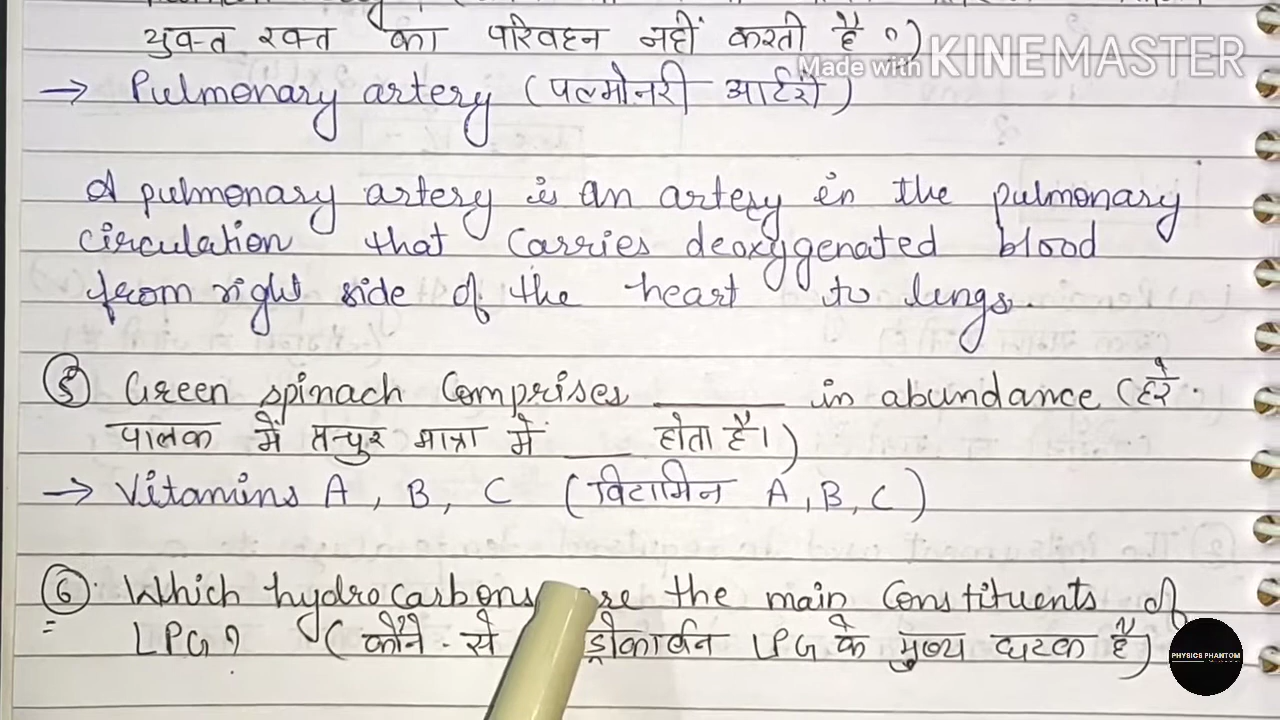 युक्त रक्त का परिवहन नहीं करती है ?)
Made with KINEMASTER
→ Pulmonary artery (पल्मोनरी आर्टरी)
A pulmonary artery is an artery in the pulmonary
circulation that carries deoxygenated blood
from right side of the heart to lungs.
⑤ Green spinach comprises ______ in abundance (हरे
पालक में प्रचुर मात्रा में ___ होता है।)
→ Vitamins A, B, C (विटामिन A, B, C)
⑥ Which hydrocarbons are the main constituents of
LPG? (कौन-से LPG के मुख्य घटक हैं)
PHYSICS PHANTOM